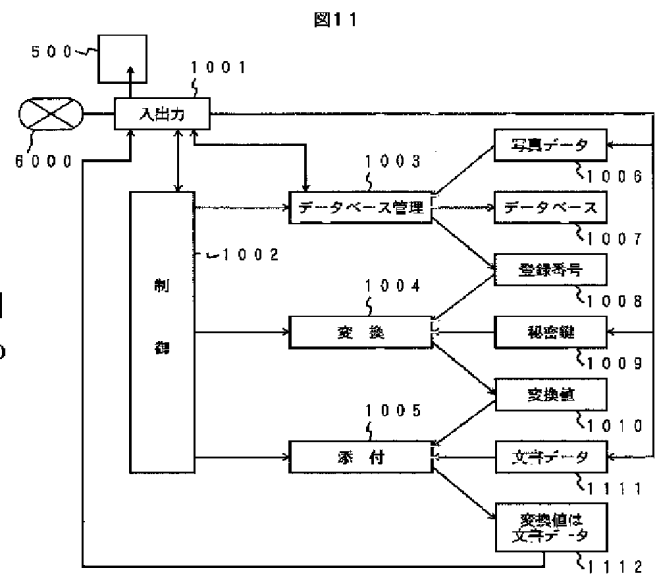 図11
500
1001
入出力
6000
写真データ
1003
1006
データベース管理
データベース
1002
1007
制御
登録番号
1004
1008
変換
秘密鍵
1009
変換値
1005
1010
添付
文書データ
1111
変換値は
文書データ
1112